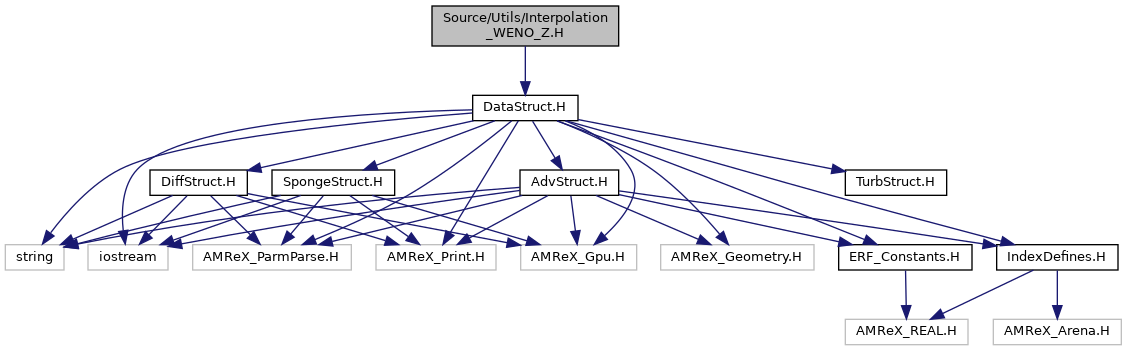 Source/Utils/Interpolation
_WENO_Z.H
DataStruct.H
DiffStruct.H
SpongeStruct.H
AdvStruct.H
TurbStruct.H
string
iostream
AMReX_ParmParse.H
AMReX_Print.H
AMReX_Gpu.H
AMReX_Geometry.H
ERF_Constants.H
IndexDefines.H
AMReX_REAL.H
AMReX_Arena.H